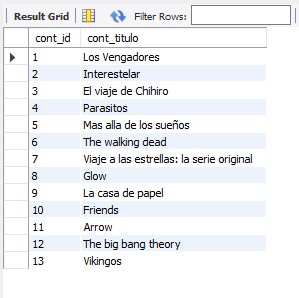 Result Grid Filter Rows:
cont_id cont_titulo
1 Los Vengadores
2 Interestelar
3 El viaje de Chihiro
4 Parasitos
5 Mas alla de los sueños
6 The walking dead
7 Viaje a las estrellas: la serie original
8 Glow
9 La casa de papel
10 Friends
11 Arrow
12 The big bang theory
13 Vikingos